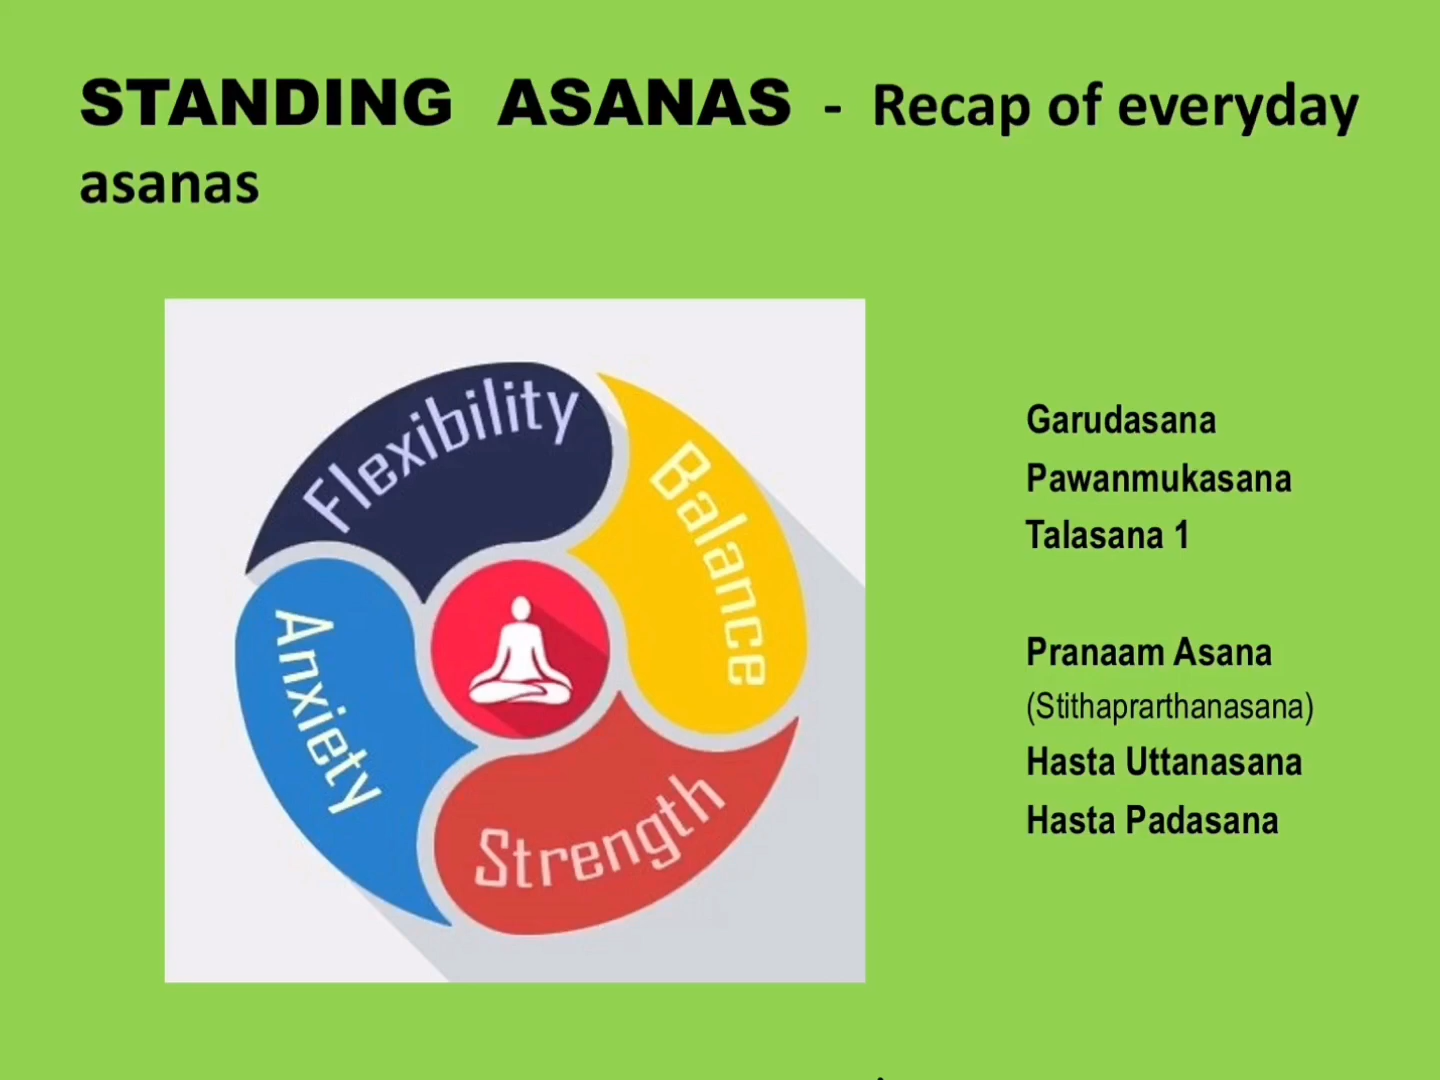 STANDING ASANAS - Recap of everyday
asanas
Flexibility
Balance
Anxiety
Strength
Garudasana
Pawanmukasana
Talasana 1
Pranaam Asana
(Stithaprarthanasana)
Hasta Uttanasana
Hasta Padasana